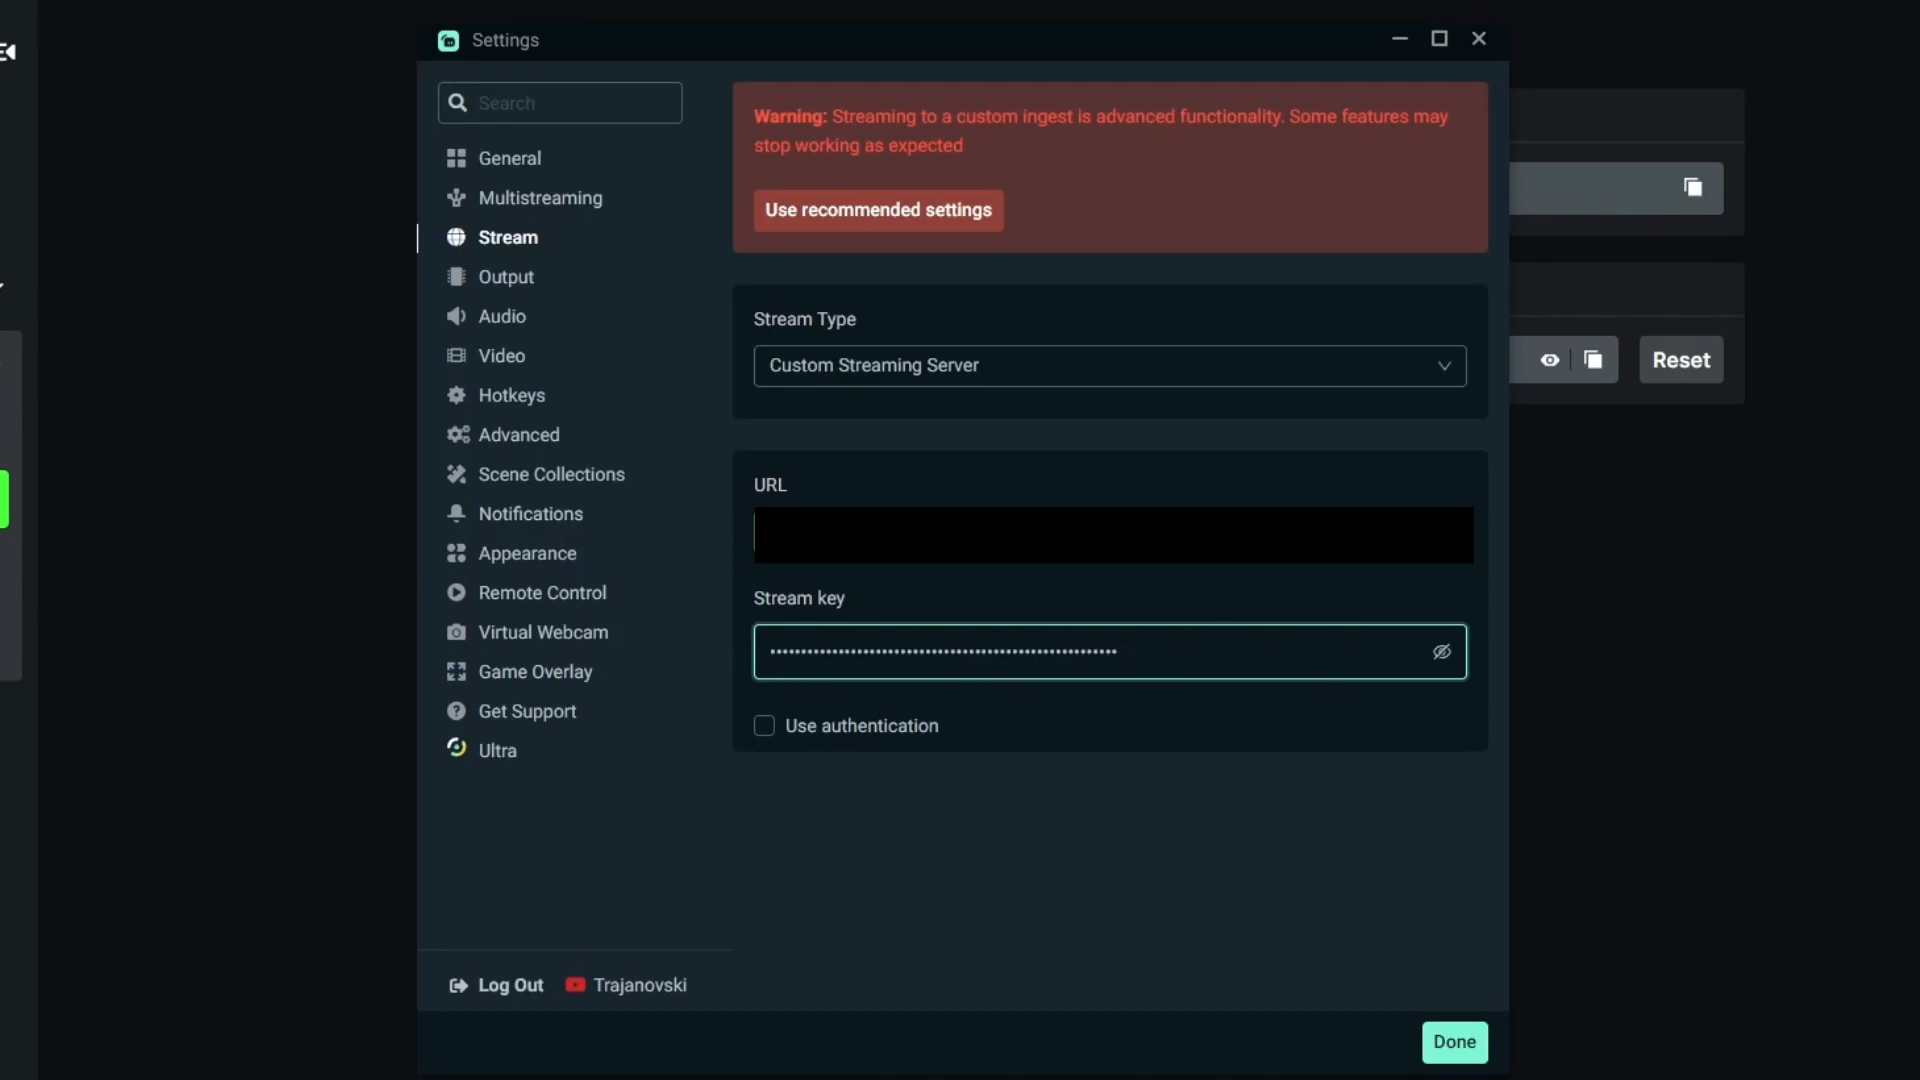 Settings
Search
General
Multistreaming
Stream
Output
Audio
Video
Hotkeys
Advanced
Scene Collections
Notifications
Appearance
Remote Control
Virtual Webcam
Game Overlay
Get Support
Ultra
Log Out
Trajanovski
Warning: Streaming to a custom ingest is advanced functionality. Some features may
stop working as expected
Use recommended settings
Stream Type
Custom Streaming Server
URL
Stream key
Use authentication
Done
Reset